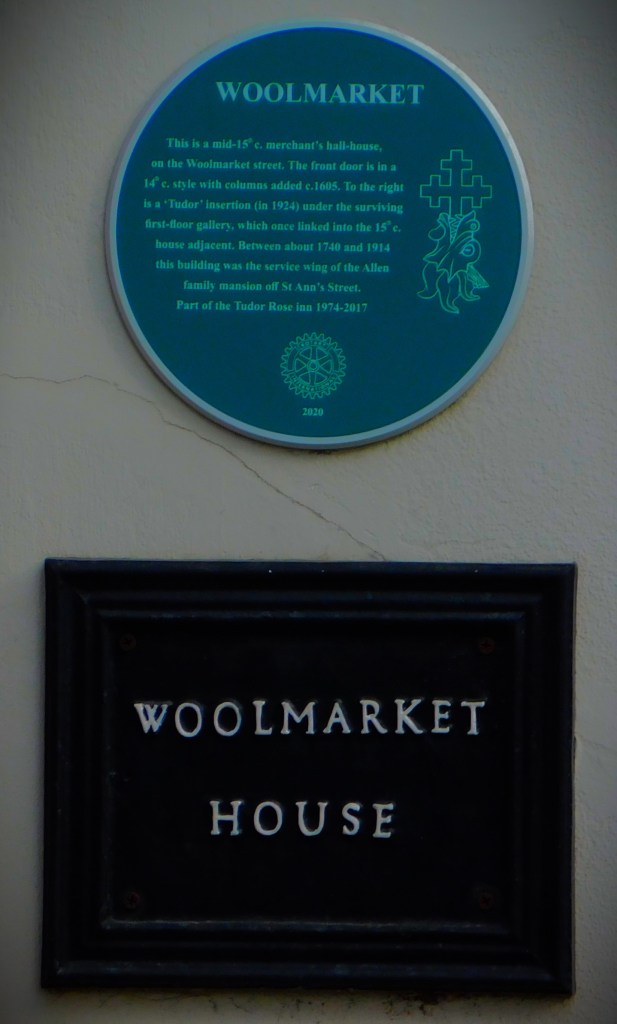 WOOLMARKET
This is a mid-15th c. merchant's hall-house,
on the Woolmarket street. The front door is in a
14th c. style with columns added c.1605. To the right
is a 'Tudor' insertion (in 1924) under the surviving
first-floor gallery, which once linked into the 15th c.
house adjacent. Between about 1740 and 1914
this building was the service wing of the Allen
family mansion off St Ann's Street.
Part of the Tudor Rose inn 1974-2017
2020
WOOLMARKET
HOUSE